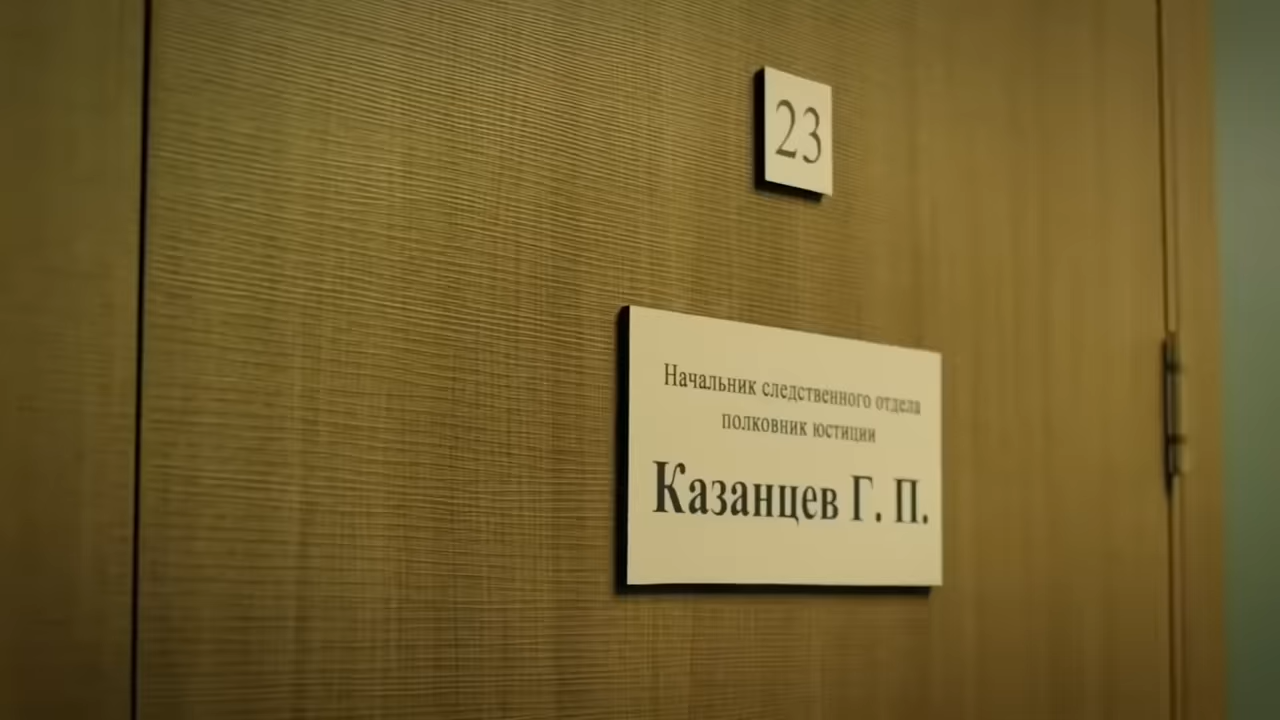 23
Начальник следственного отдела
полковник юстиции
Казанцев Г. П.